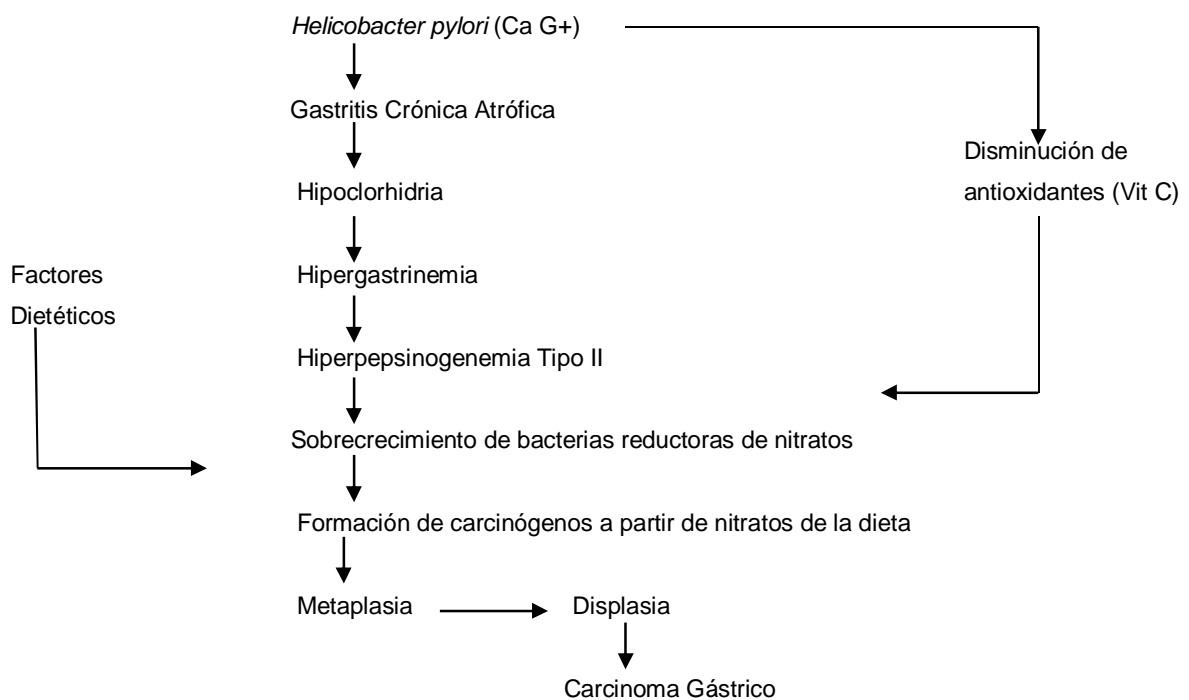 Helicobacter pylori (Ca G+)
Gastritis Crónica Atrófica
Disminución de
antioxidantes (Vit C)
Hipoclorhidria
Factores
Dietéticos
Hipergastrinemia
Hiperpepsinogenemia Tipo II
Sobrecrecimiento de bacterias reductoras de nitratos
Formación de carcinógenos a partir de nitratos de la dieta
Metaplasia
Displasia
Carcinoma Gástrico